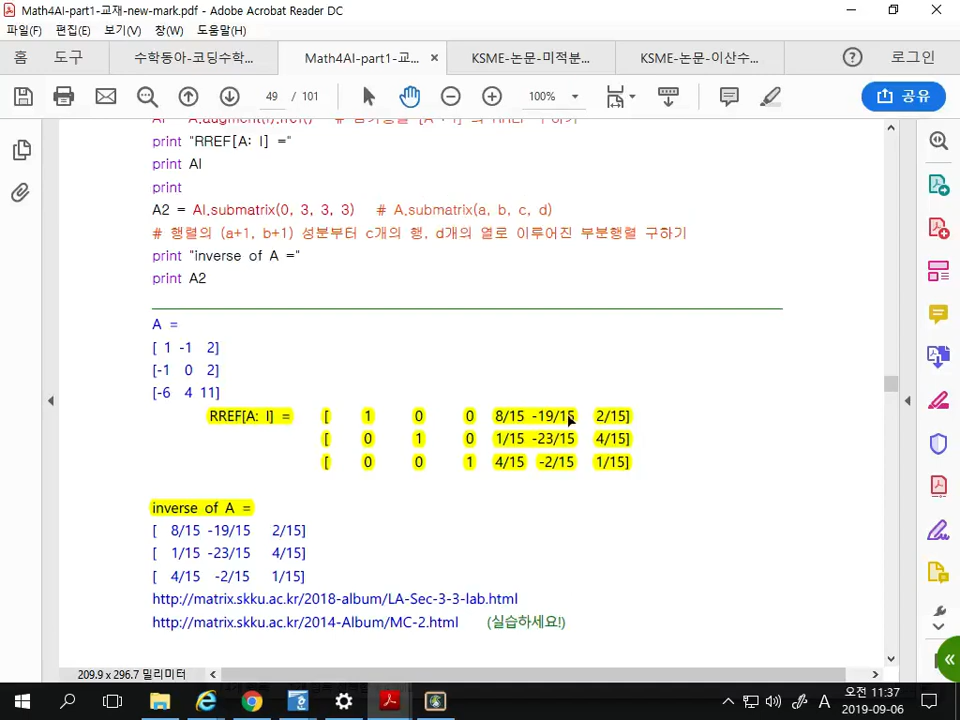 Math4AI-part1-교재-new-mark.pdf - Adobe Acrobat Reader DC
파일(F) 편집(E) 보기(V) 창(W) 도움말(H)
홈 도구 수학동아-코딩수학... Math4AI-part1-교... × KSME-논문-미적분... KSME-논문-이산수... 로그인
49 / 101 100% 공유
print "RREF[A: I] ="
print AI
print
A2 = AI.submatrix(0, 3, 3, 3) # A.submatrix(a, b, c, d)
# 행렬의 (a+1, b+1) 성분부터 c개의 행, d개의 열로 이루어진 부분행렬 구하기
print "inverse of A ="
print A2
A =
[ 1 -1 2]
[-1 0 2]
[-6 4 11]
RREF[A: I] = [ 1 0 0 8/15 -19/15 2/15]
[ 0 1 0 1/15 -23/15 4/15]
[ 0 0 1 4/15 -2/15 1/15]
inverse of A =
[ 8/15 -19/15 2/15]
[ 1/15 -23/15 4/15]
[ 4/15 -2/15 1/15]
http://matrix.skku.ac.kr/2018-album/LA-Sec-3-3-lab.html
http://matrix.skku.ac.kr/2014-Album/MC-2.html (실습하세요!)
209.9 x 296.7 밀리미터
A 오전 11:37
2019-09-06